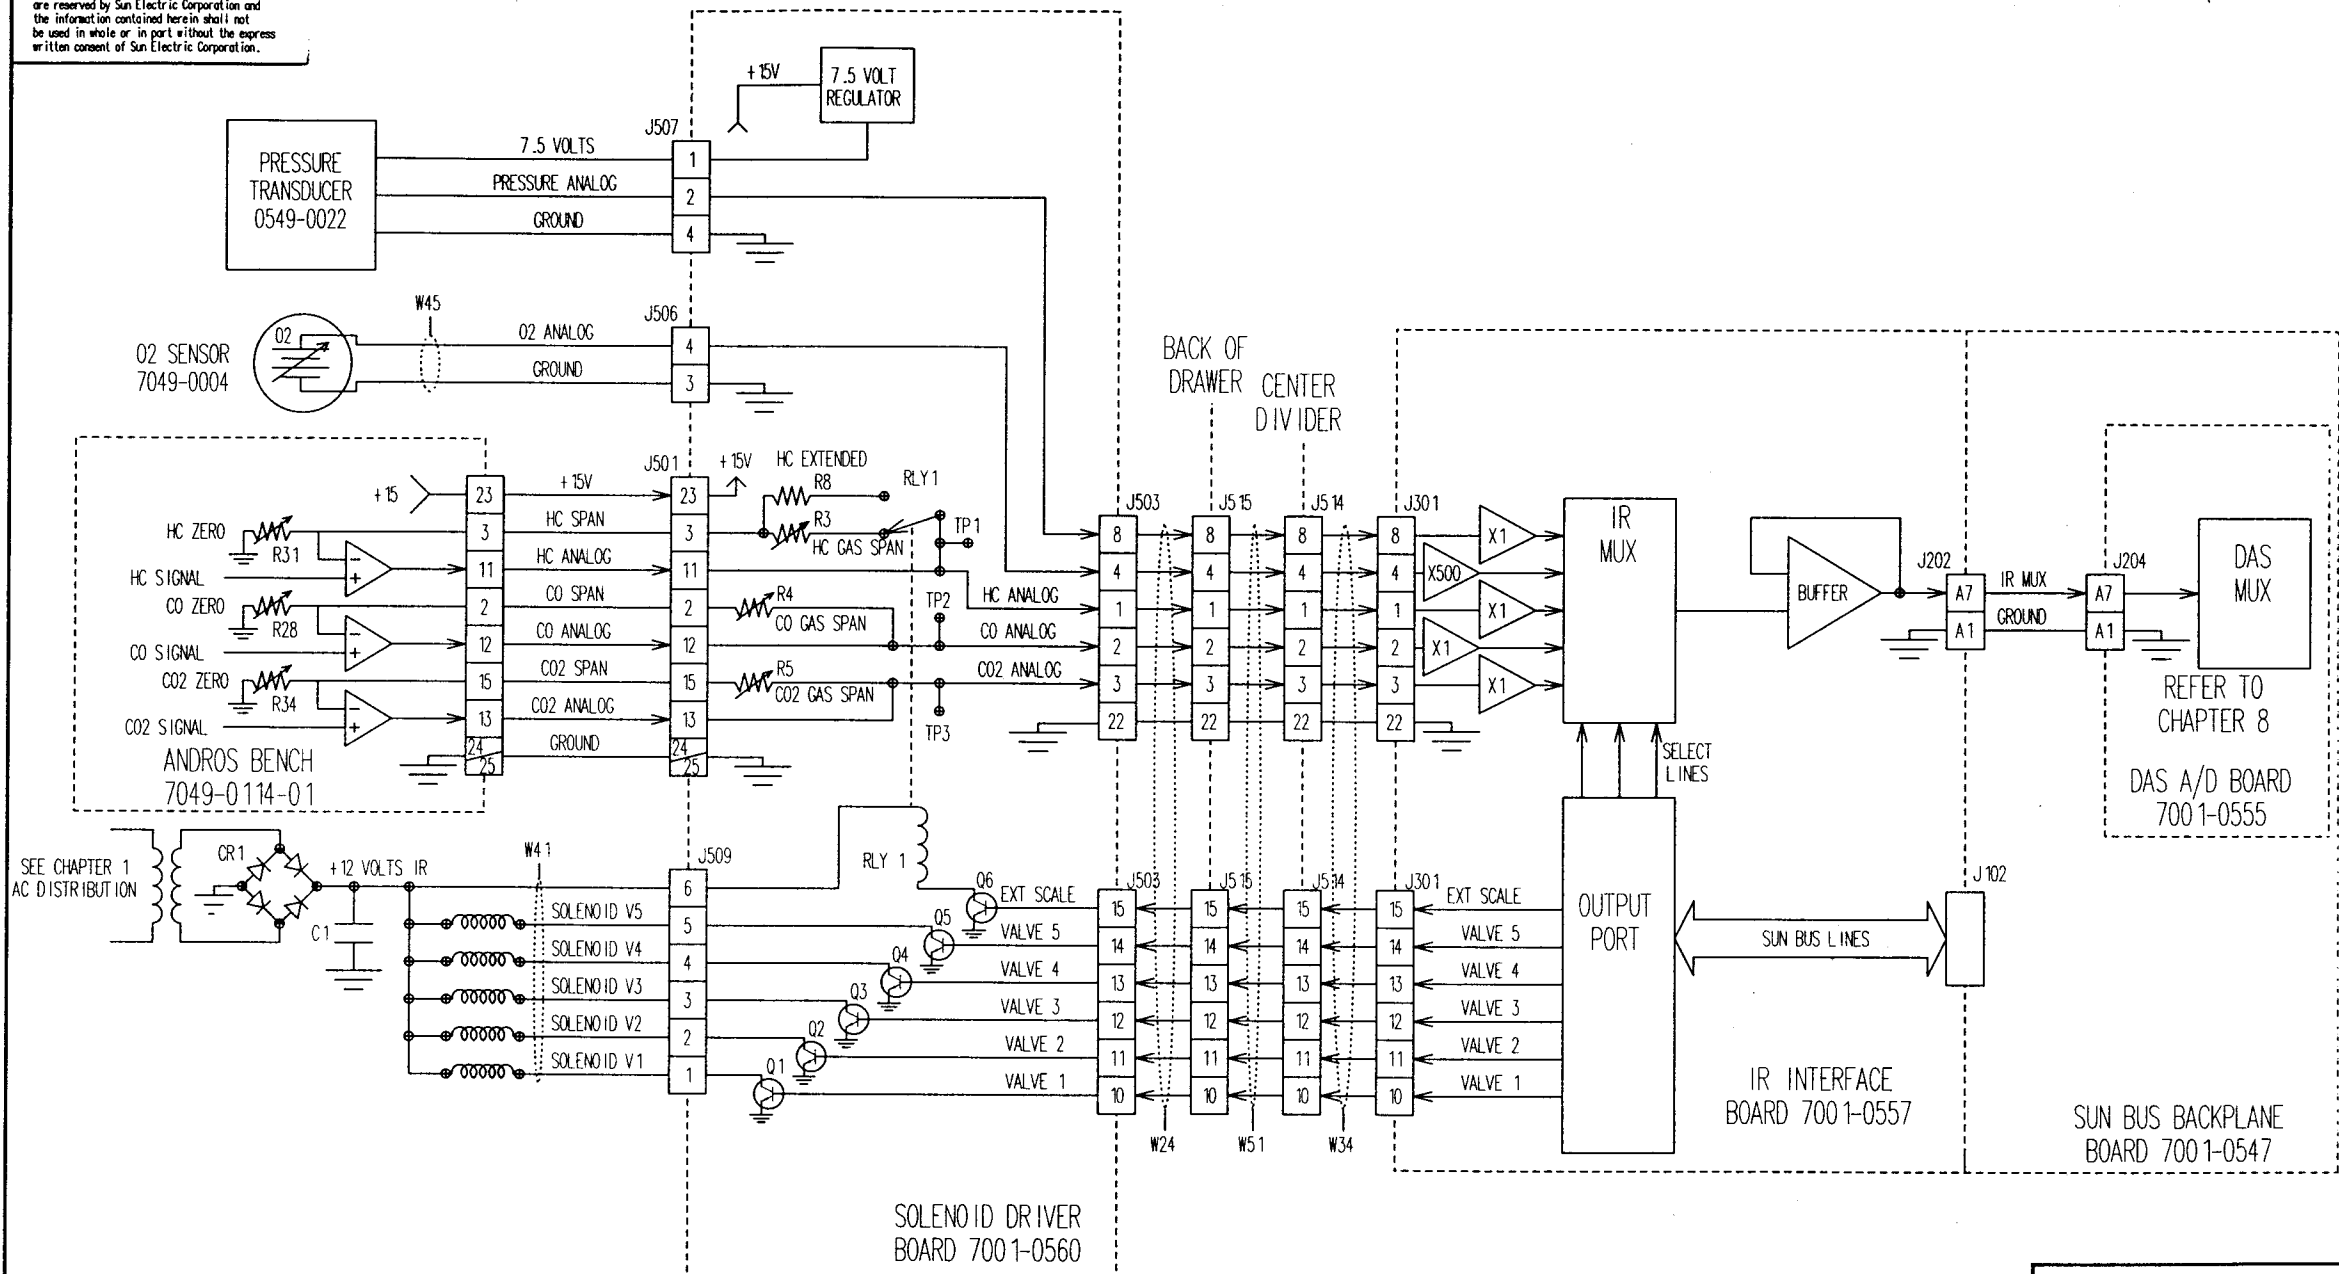 are reserved by Sun Electric Corporation and
the information contained herein shall not
be used in whole or in part without the express
written consent of Sun Electric Corporation.
+15V
7.5 VOLT
REGULATOR
PRESSURE
TRANSDUCER
0549-0022
7.5 VOLTS
PRESSURE ANALOG
GROUND
J507
1
2
4
O2 SENSOR
7049-0004
O2
W45
O2 ANALOG
GROUND
J506
4
3
BACK OF
DRAWER
CENTER
DIVIDER
+15
HC ZERO
R31
HC SIGNAL
CO ZERO
R28
CO SIGNAL
CO2 ZERO
R34
CO2 SIGNAL
-
+
-
+
-
+
ANDROS BENCH
7049-0114-01
23
3
11
2
12
15
13
24
25
+15V
HC SPAN
HC ANALOG
CO SPAN
CO ANALOG
CO2 SPAN
CO2 ANALOG
GROUND
J501
23
3
11
2
12
15
13
24
25
+15V
HC EXTENDED
R8
RLY1
R3
HC GAS SPAN
TP1
R4
CO GAS SPAN
TP2
R5
CO2 GAS SPAN
TP3
HC ANALOG
CO ANALOG
CO2 ANALOG
J503
8
4
1
2
3
22
J515
8
4
1
2
3
22
J514
8
4
1
2
3
22
J301
8
4
1
2
3
22
X1
X500
X1
X1
X1
IR
MUX
BUFFER
J202
A7
A1
IR MUX
GROUND
J204
A7
A1
DAS
MUX
REFER TO
CHAPTER 8
DAS A/D BOARD
7001-0555
SELECT
LINES
SEE CHAPTER 1
AC DISTRIBUTION
CR1
+12 VOLTS IR
C1
W41
SOLENOID V5
SOLENOID V4
SOLENOID V3
SOLENOID V2
SOLENOID V1
J509
6
5
4
3
2
1
RLY 1
Q6
Q5
Q4
Q3
Q2
Q1
EXT SCALE
VALVE 5
VALVE 4
VALVE 3
VALVE 2
VALVE 1
J503
15
14
13
12
11
10
J515
15
14
13
12
11
10
J514
15
14
13
12
11
10
J301
15
14
13
12
11
10
EXT SCALE
VALVE 5
VALVE 4
VALVE 3
VALVE 2
VALVE 1
OUTPUT
PORT
SUN BUS LINES
J102
W24
W51
W34
IR INTERFACE
BOARD 7001-0557
SUN BUS BACKPLANE
BOARD 7001-0547
SOLENOID DRIVER
BOARD 7001-0560